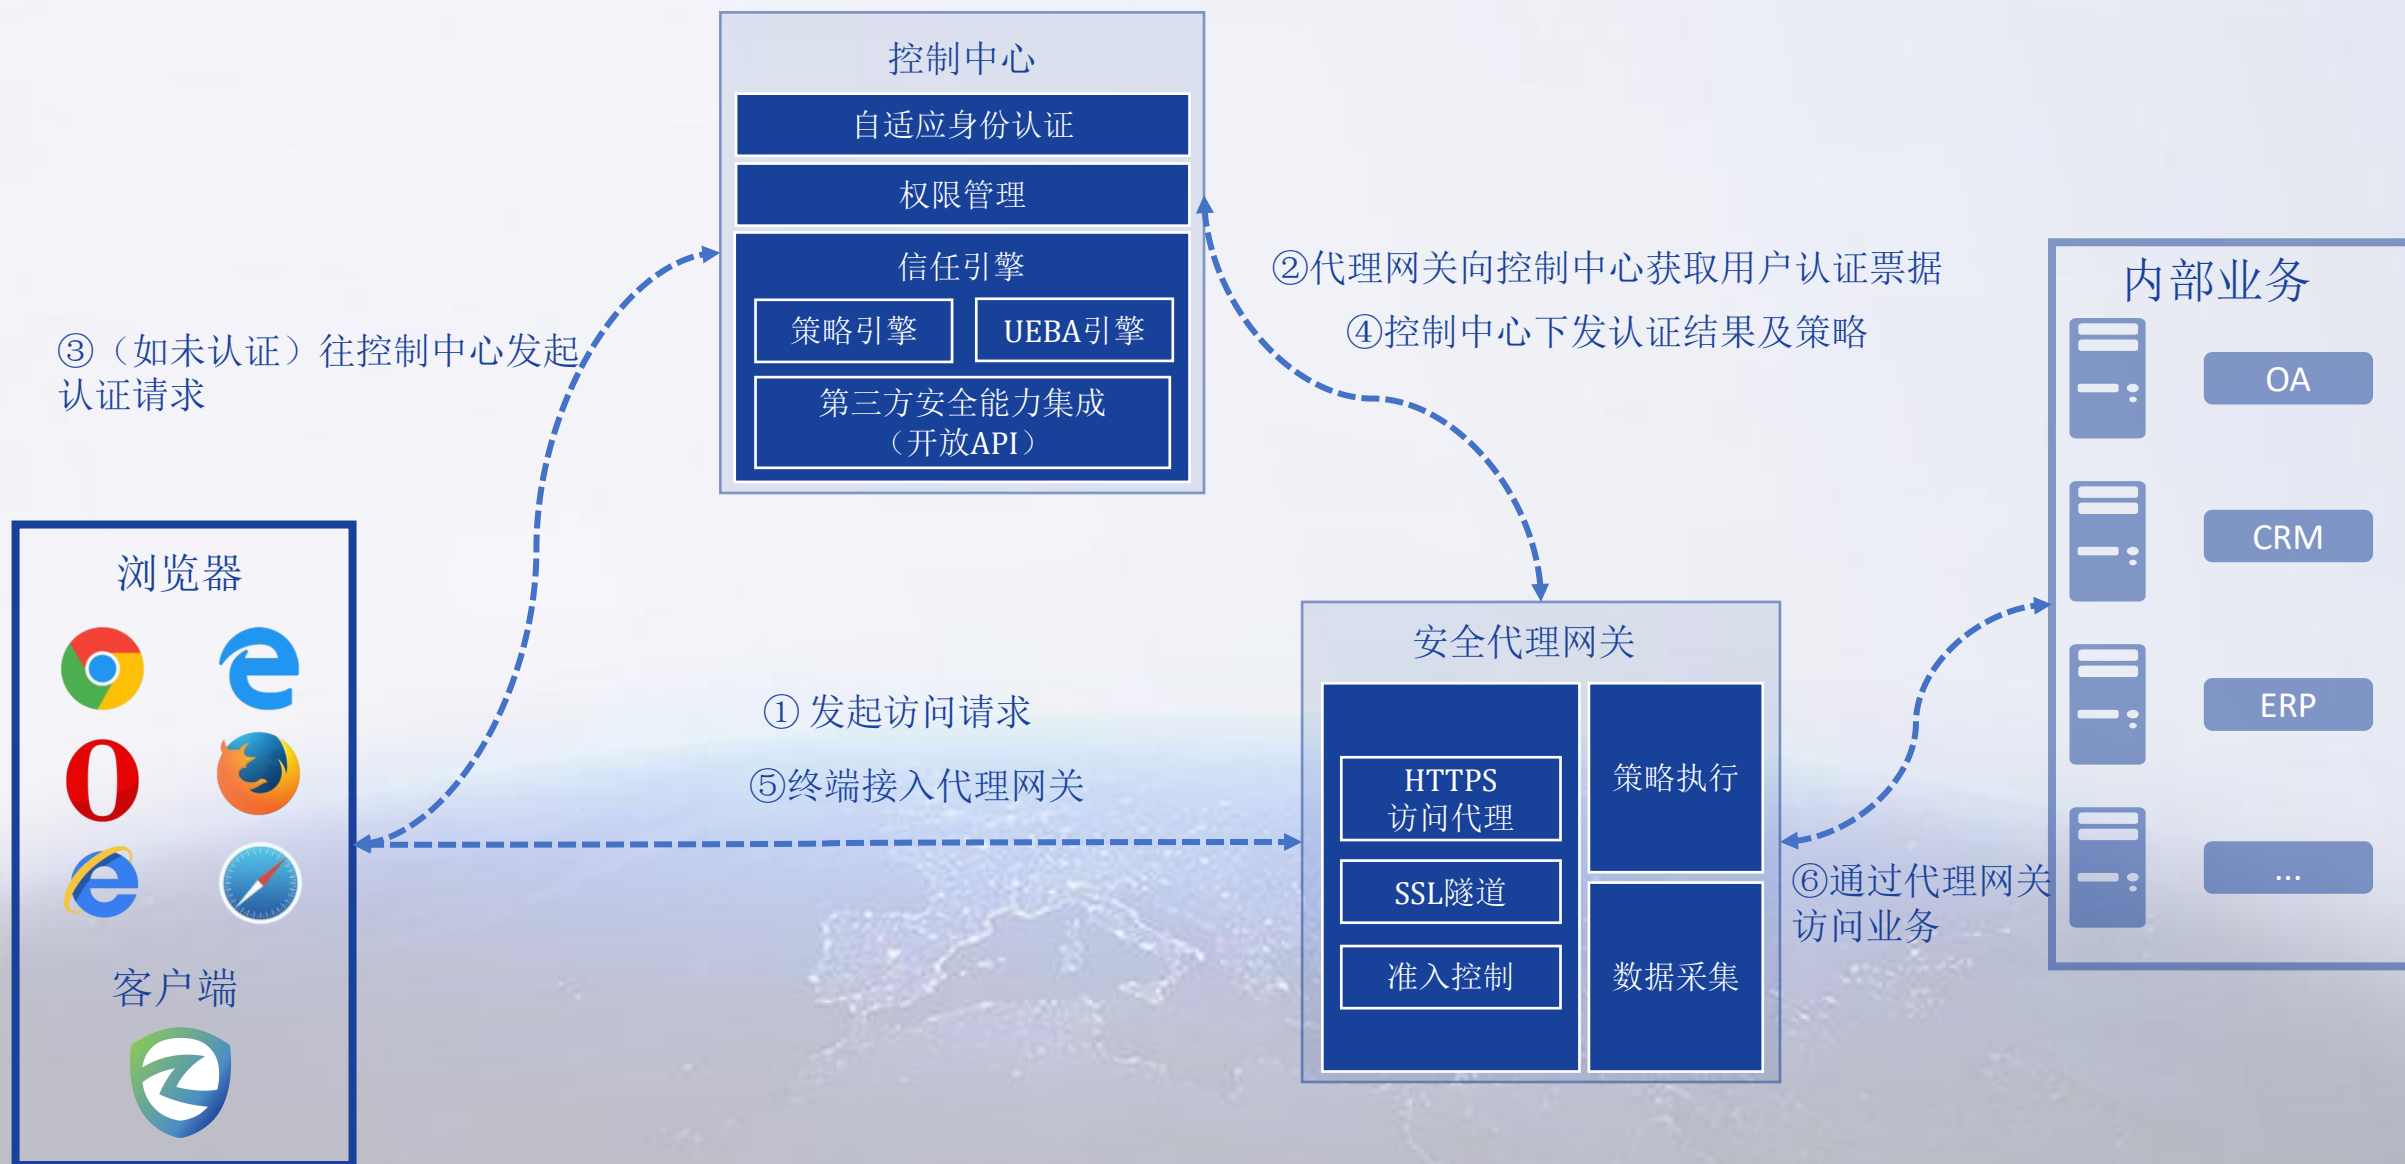 控制中心
自适应身份认证
权限管理
信任引擎
策略引擎
UEBA引擎
第三方安全能力集成
（开放API）
②代理网关向控制中心获取用户认证票据
④控制中心下发认证结果及策略
③（如未认证）往控制中心发起
认证请求
浏览器
客户端
① 发起访问请求
⑤终端接入代理网关
安全代理网关
HTTPS
访问代理
SSL隧道
准入控制
策略执行
数据采集
⑥通过代理网关
访问业务
内部业务
OA
CRM
ERP
...